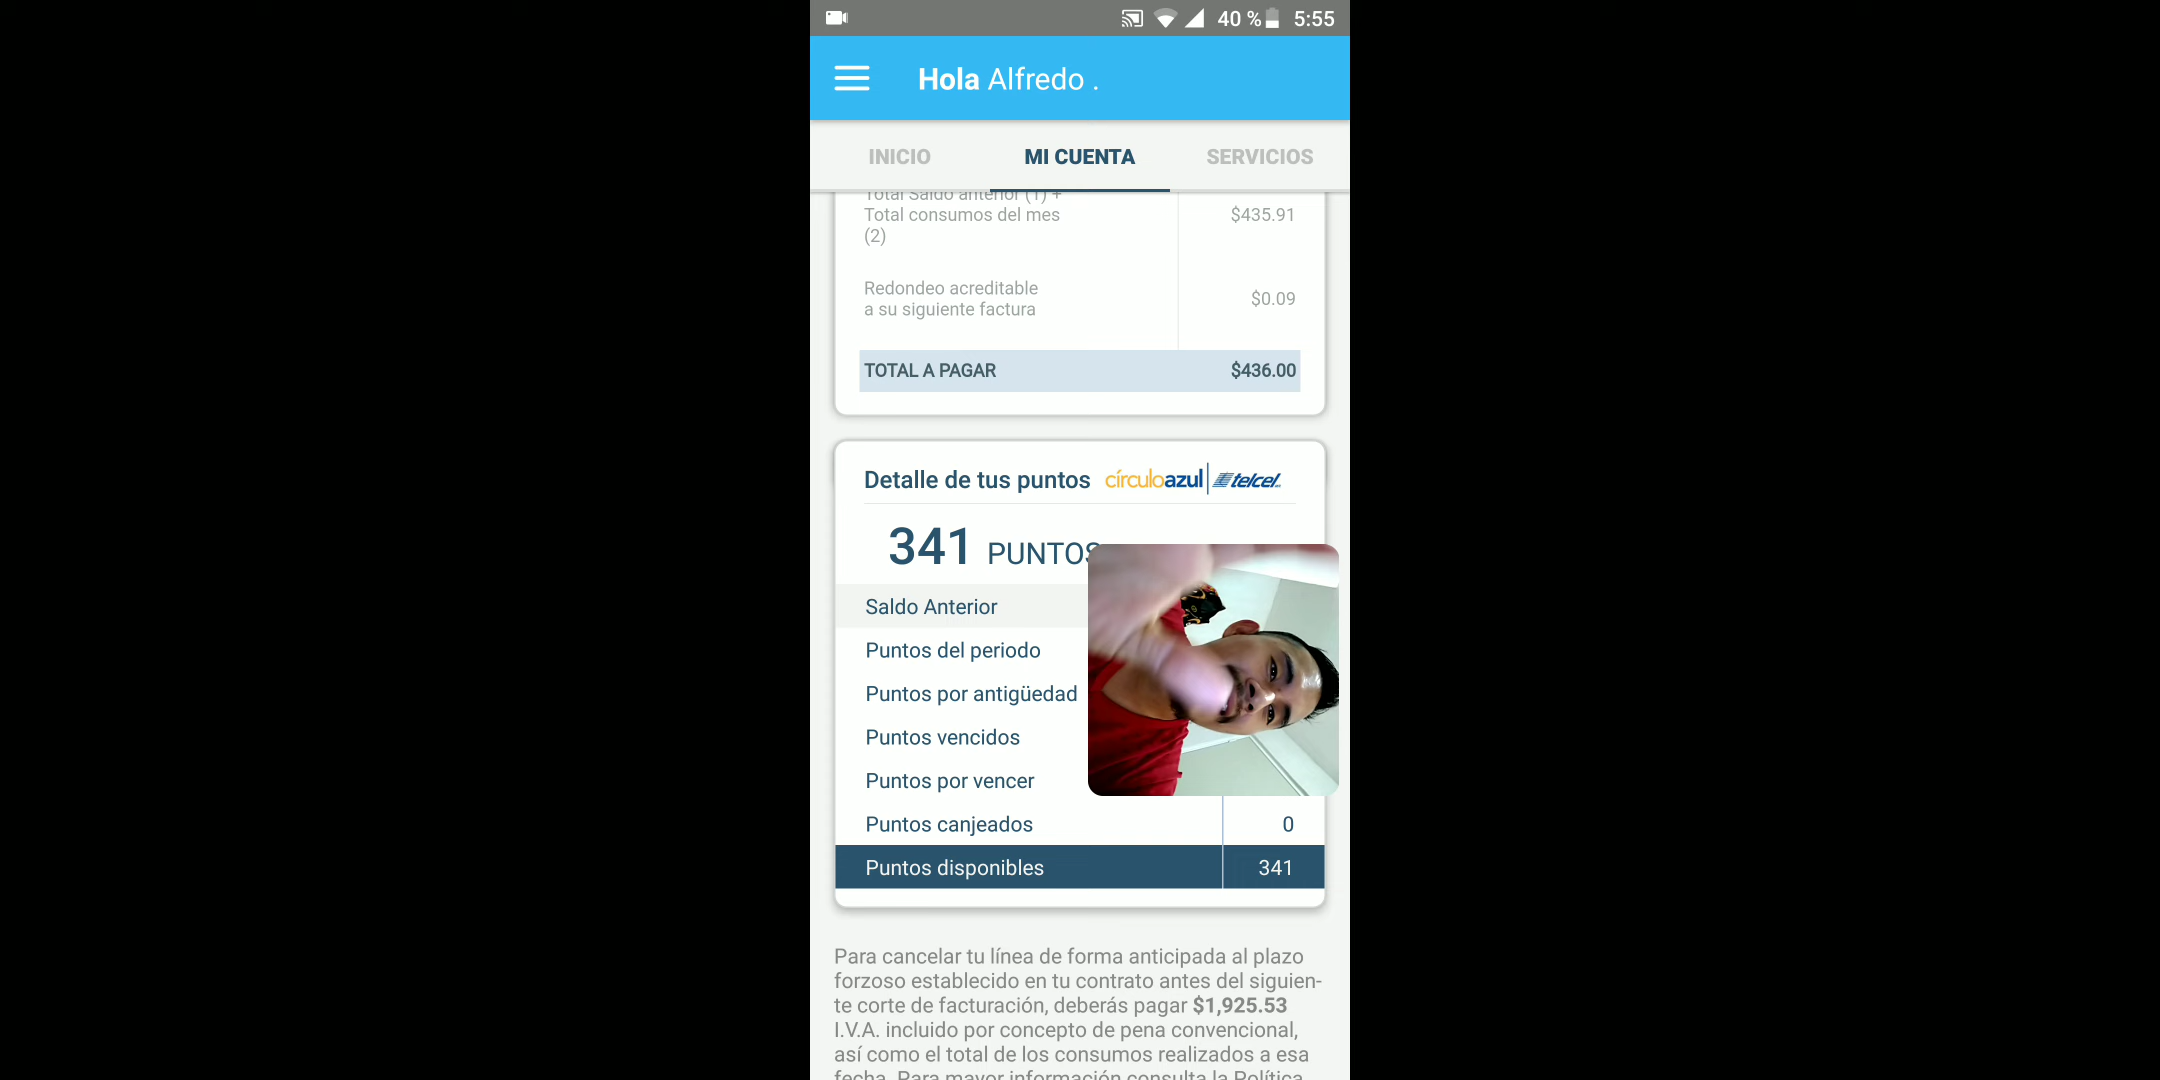 40 % 5:55
Hola Alfredo .
INICIO MI CUENTA SERVICIOS
Total Saldo anterior (1) +
Total consumos del mes $435.91
(2)
Redondeo acreditable
a su siguiente factura $0.09
TOTAL A PAGAR $436.00
Detalle de tus puntos círculoazul telcel
341 PUNTOS
Saldo Anterior
Puntos del periodo
Puntos por antigüedad
Puntos vencidos
Puntos por vencer
Puntos canjeados 0
Puntos disponibles 341
Para cancelar tu línea de forma anticipada al plazo
forzoso establecido en tu contrato antes del siguien-
te corte de facturación, deberás pagar $1,925.53
I.V.A. incluido por concepto de pena convencional,
así como el total de los consumos realizados a esa
fecha. Para mayor información consulta la Política